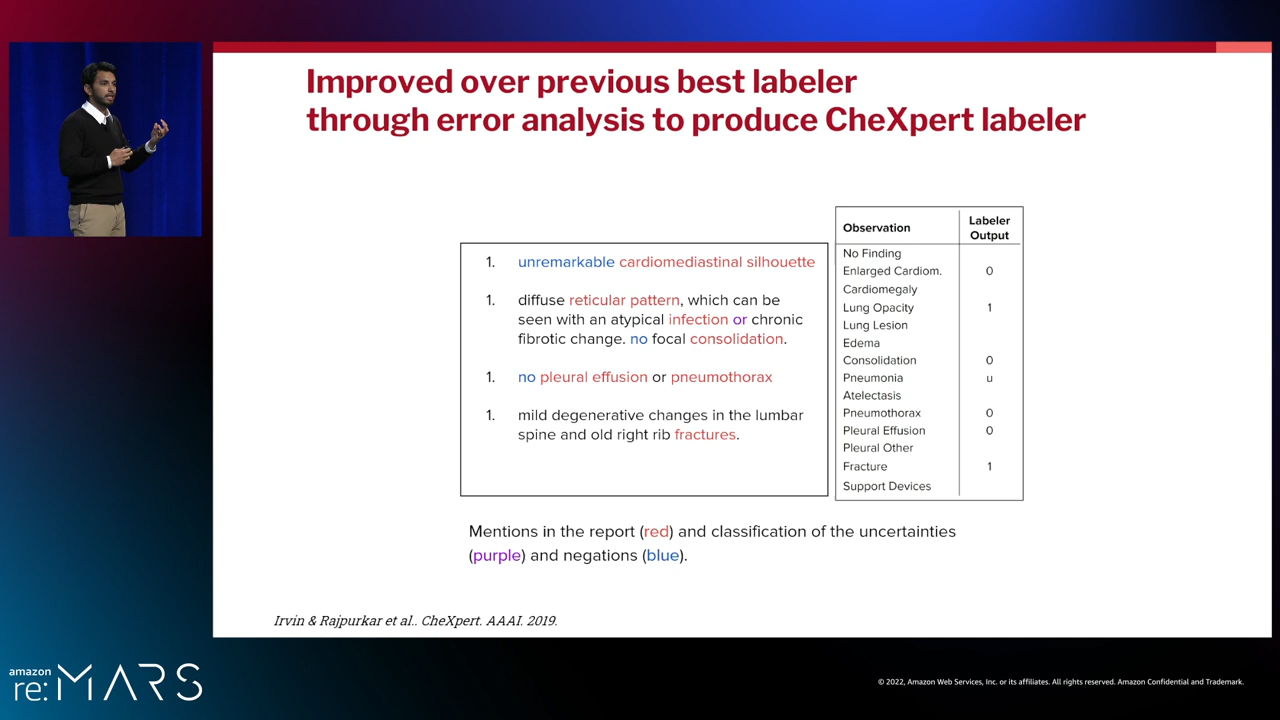 Improved over previous best labeler
through error analysis to produce CheXpert labeler
1. unremarkable cardiomediastinal silhouette
1. diffuse reticular pattern, which can be
seen with an atypical infection or chronic
fibrotic change. no focal consolidation.
1. no pleural effusion or pneumothorax
1. mild degenerative changes in the lumbar
spine and old right rib fractures.
Observation Labeler
Output
No Finding
Enlarged Cardiom. 0
Cardiomegaly
Lung Opacity 1
Lung Lesion
Edema
Consolidation 0
Pneumonia u
Atelectasis
Pneumothorax 0
Pleural Effusion 0
Pleural Other
Fracture 1
Support Devices
Mentions in the report (red) and classification of the uncertainties
(purple) and negations (blue).
Irvin & Rajpurkar et al.. CheXpert. AAAI. 2019.
amazon
re:MARS
© 2022, Amazon Web Services, Inc. or its affiliates. All rights reserved. Amazon Confidential and Trademark.